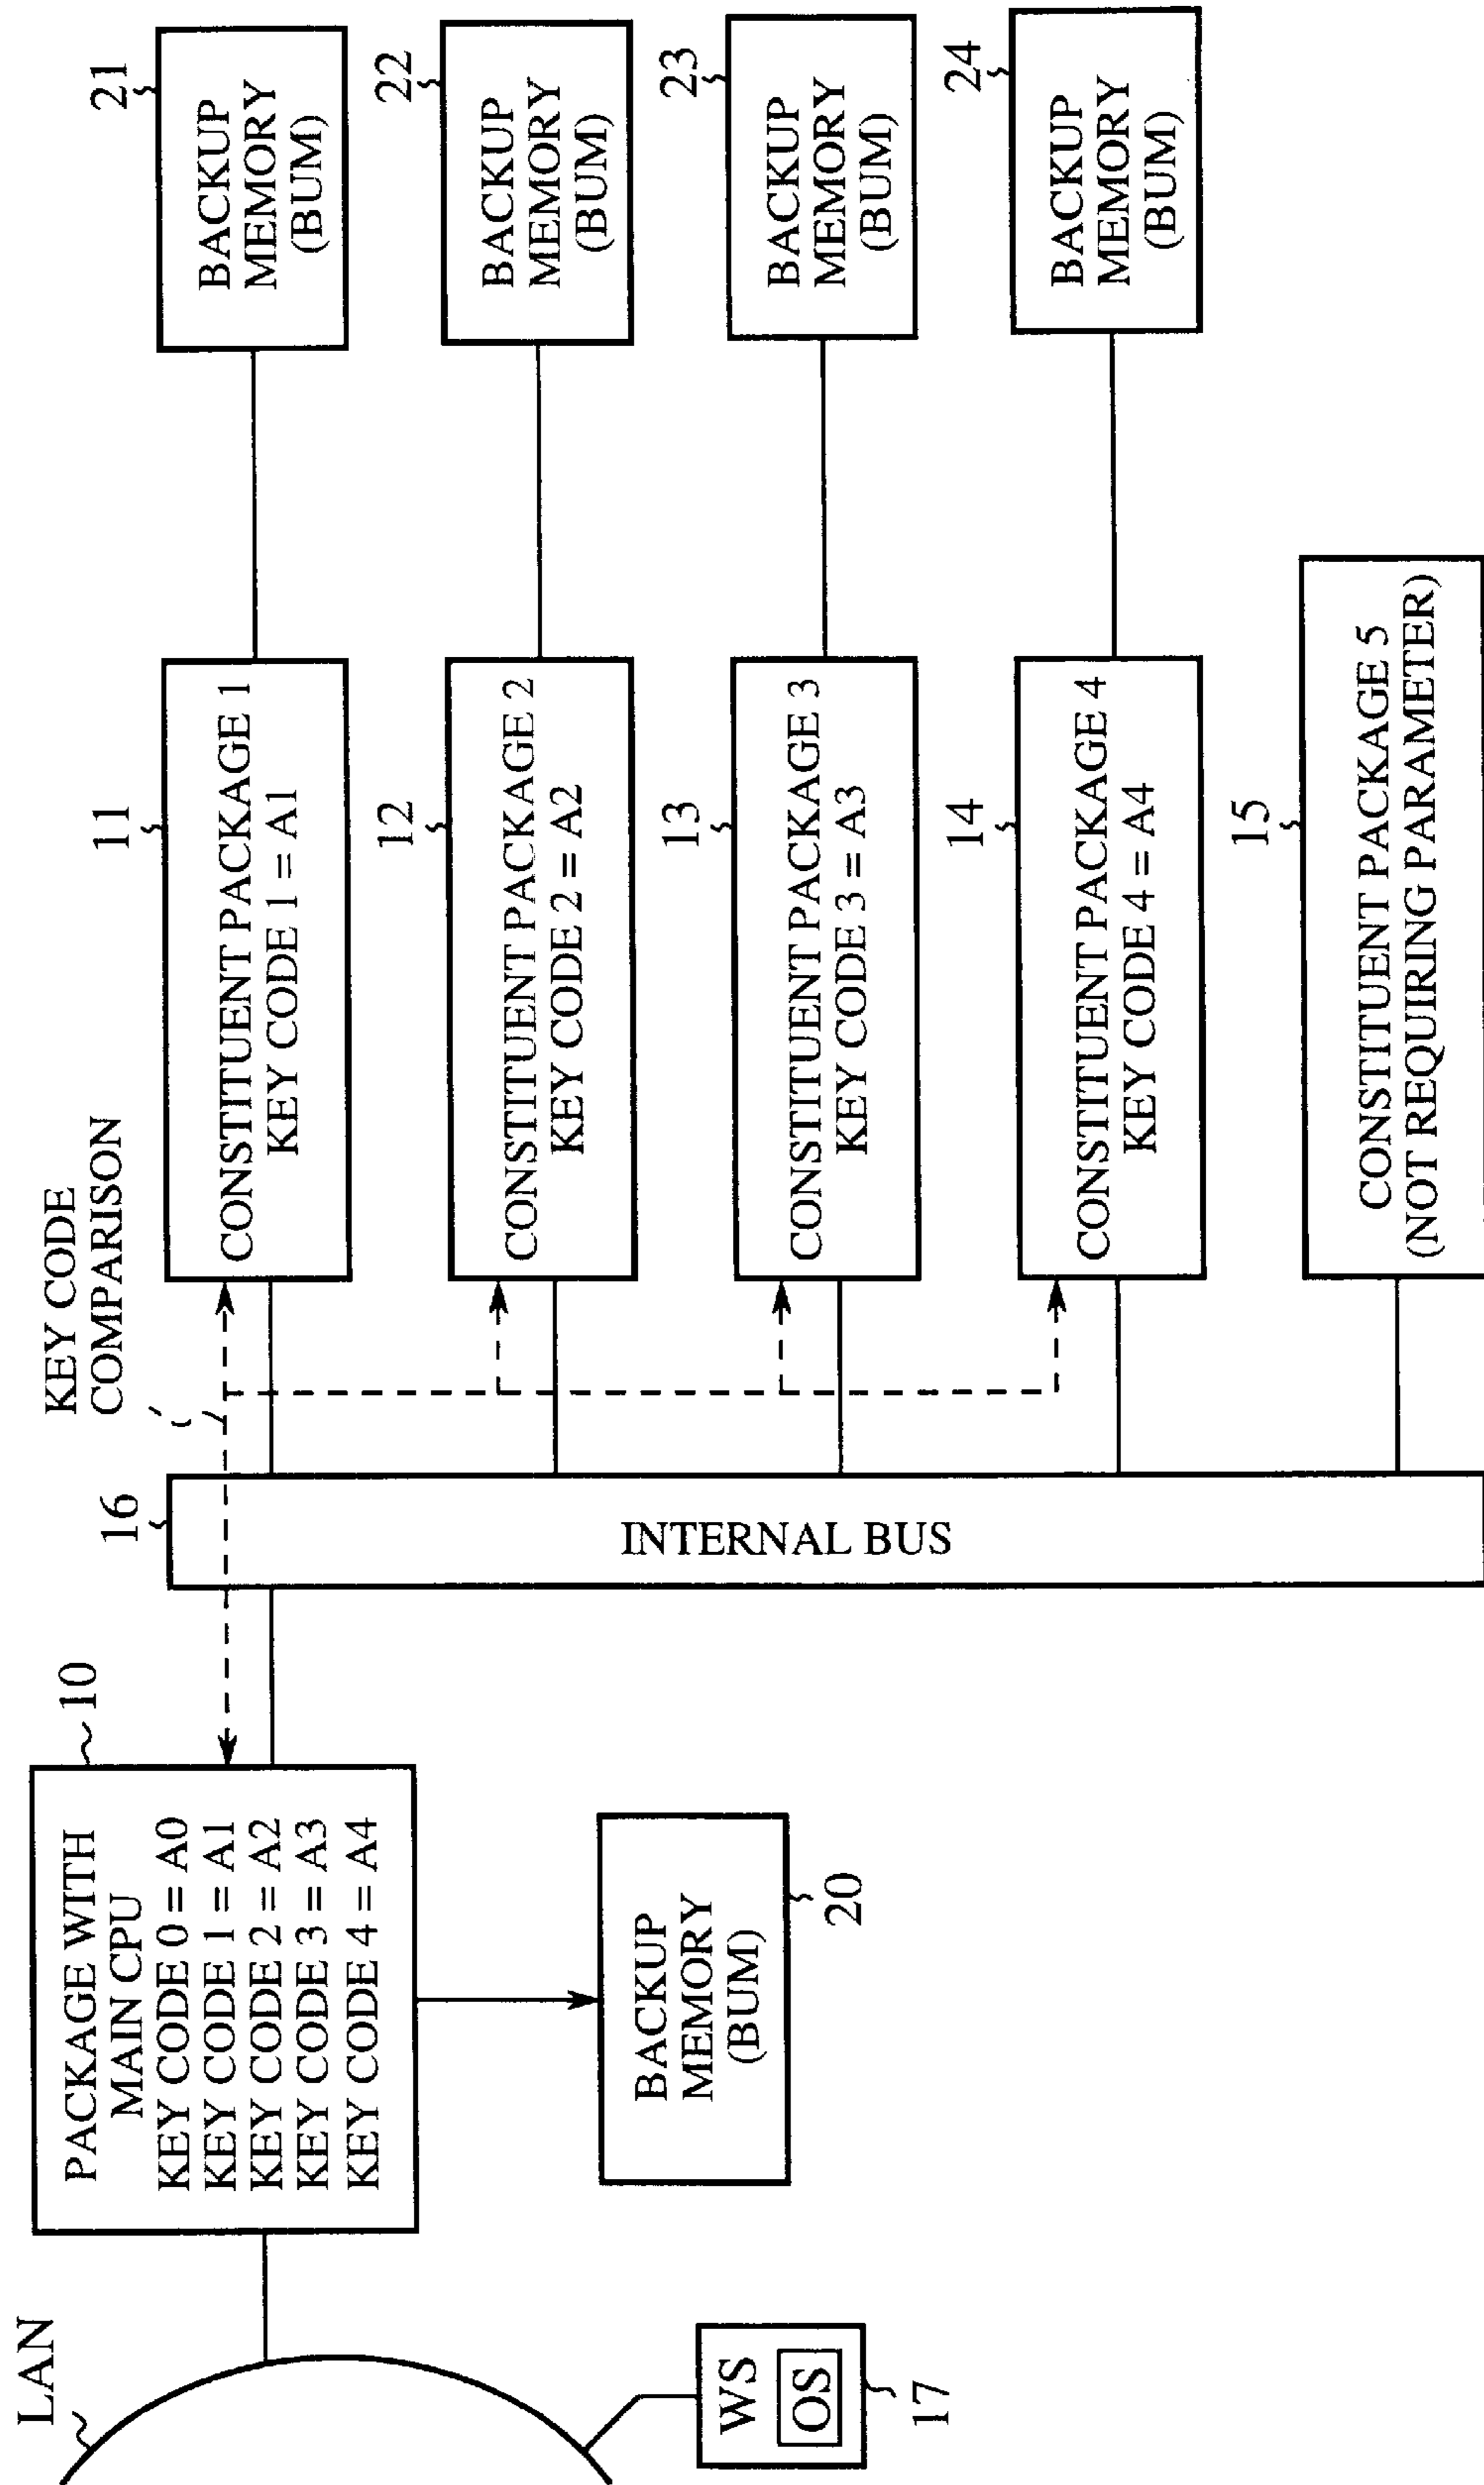 LAN
WS
OS
17
PACKAGE WITH
MAIN CPU
KEY CODE 0 = A0
KEY CODE 1 = A1
KEY CODE 2 = A2
KEY CODE 3 = A3
KEY CODE 4 = A4
10
BACKUP
MEMORY
(BUM)
20
16
INTERNAL BUS
KEY CODE
COMPARISON
11
CONSTITUENT PACKAGE 1
KEY CODE 1 = A1
12
CONSTITUENT PACKAGE 2
KEY CODE 2 = A2
13
CONSTITUENT PACKAGE 3
KEY CODE 3 = A3
14
CONSTITUENT PACKAGE 4
KEY CODE 4 = A4
15
CONSTITUENT PACKAGE 5
(NOT REQUIRING PARAMETER)
21
BACKUP
MEMORY
(BUM)
22
BACKUP
MEMORY
(BUM)
23
BACKUP
MEMORY
(BUM)
24
BACKUP
MEMORY
(BUM)